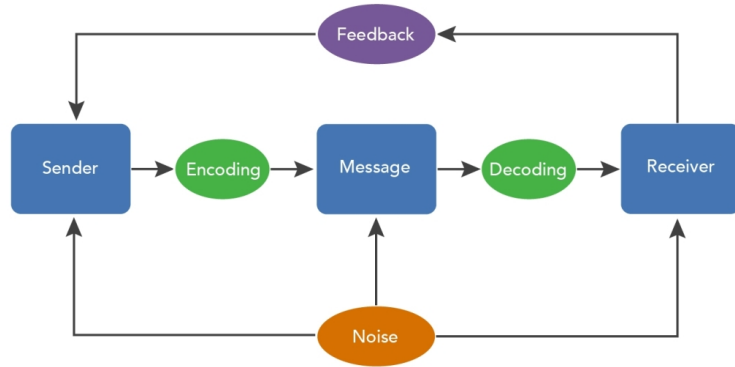 Feedback
Sender
Encoding
Message
Decoding
Receiver
Noise